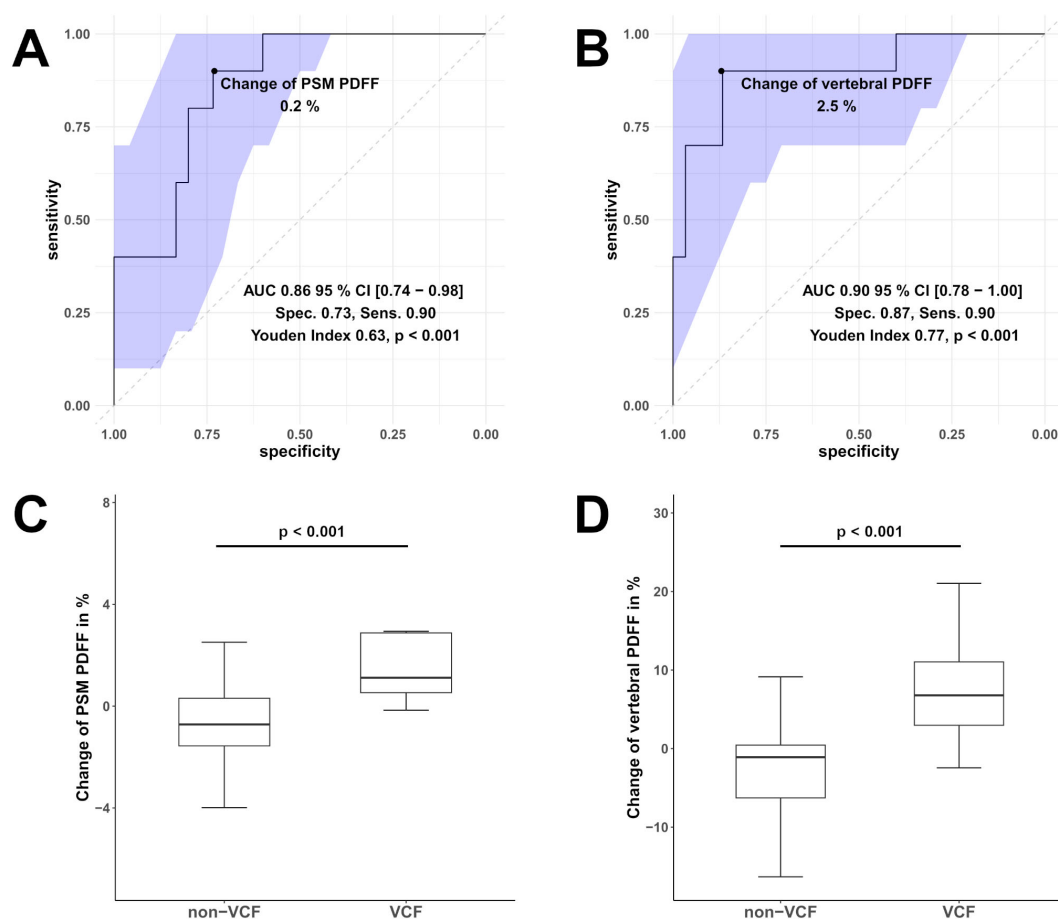 A
1.00
0.75
0.50
0.25
0.00
sensitivity
Change of PSM PDFF
0.2 %
AUC 0.86 95 % CI [0.74 − 0.98]
Spec. 0.73, Sens. 0.90
Youden Index 0.63, p < 0.001
1.00 0.75 0.50 0.25 0.00
specificity
B
1.00
0.75
0.50
0.25
0.00
sensitivity
Change of vertebral PDFF
2.5 %
AUC 0.90 95 % CI [0.78 − 1.00]
Spec. 0.87, Sens. 0.90
Youden Index 0.77, p < 0.001
1.00 0.75 0.50 0.25 0.00
specificity
C
8
4
0
−4
Change of PSM PDFF in %
p < 0.001
non−VCF VCF
D
30
20
10
0
−10
Change of vertebral PDFF in %
p < 0.001
non−VCF VCF